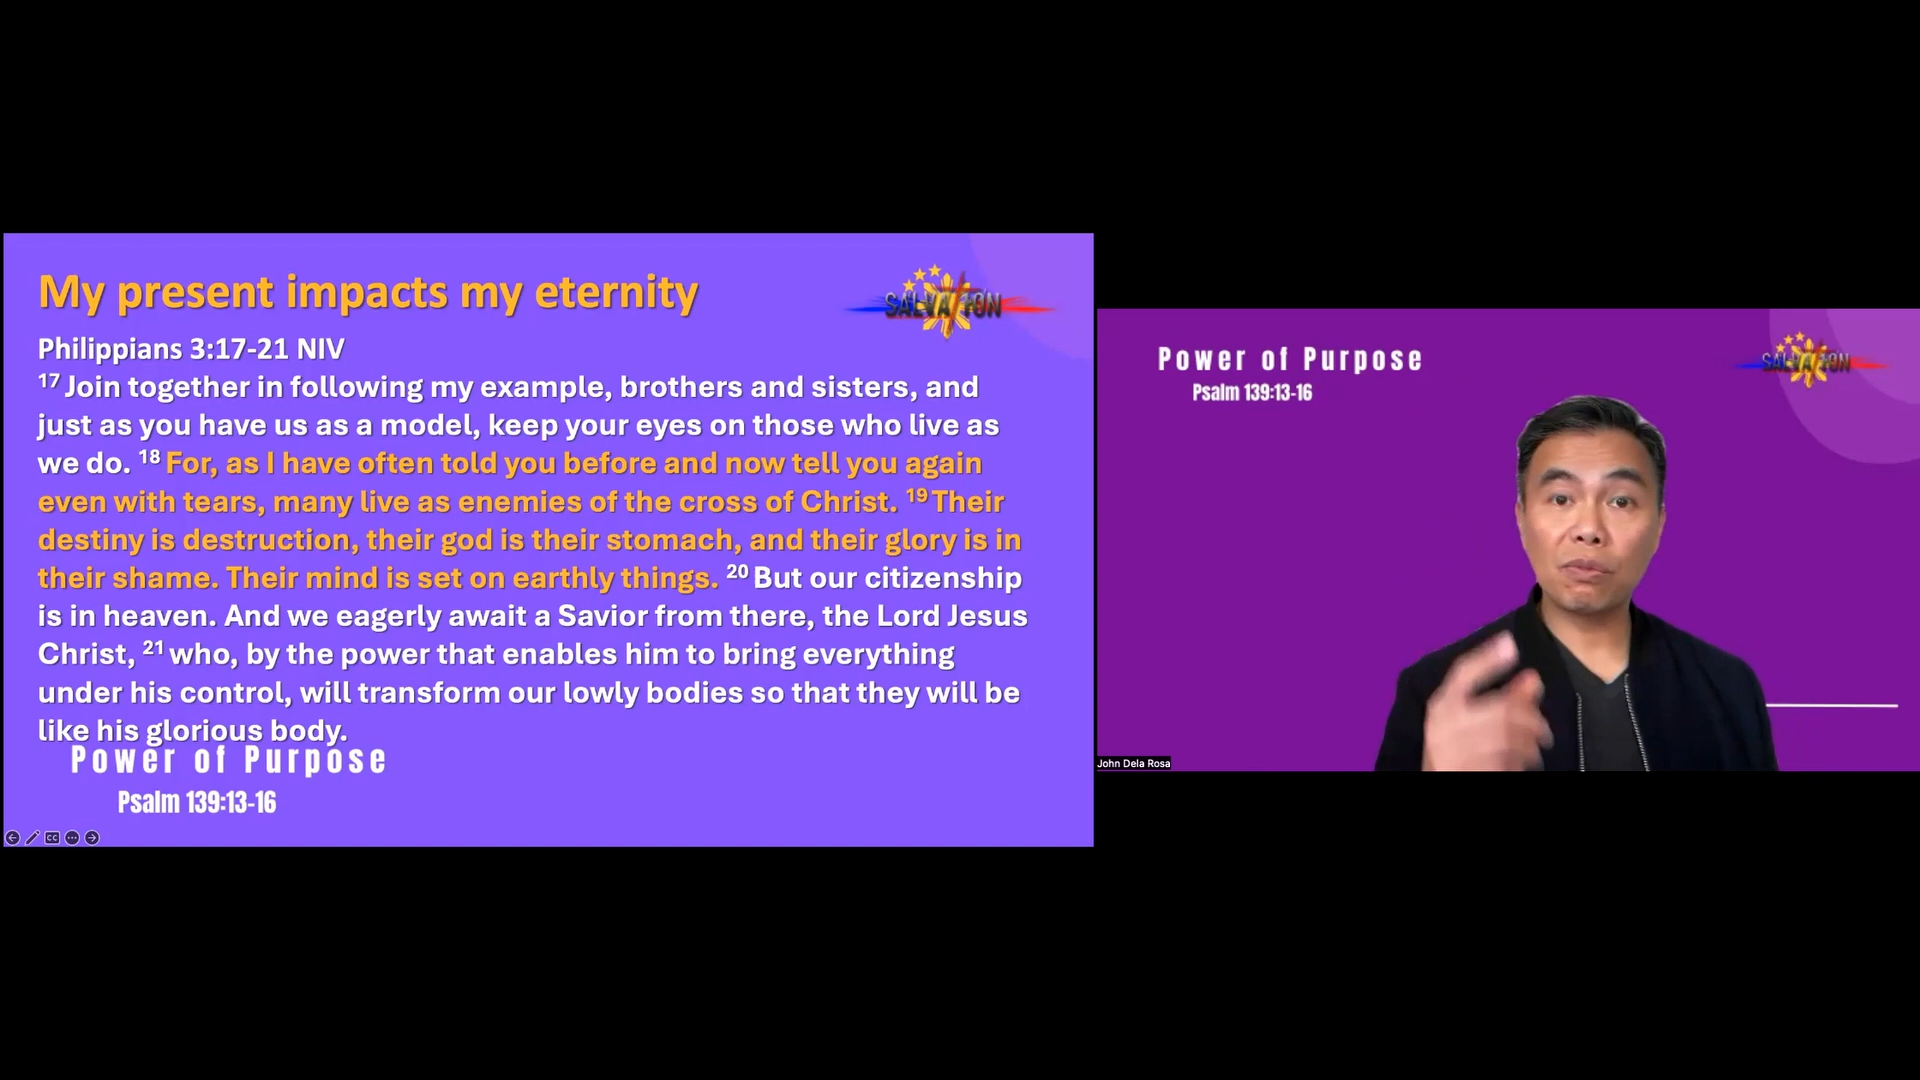 My present impacts my eternity
SALVATION
Philippians 3:17-21 NIV
17 Join together in following my example, brothers and sisters, and
just as you have us as a model, keep your eyes on those who live as
we do. 18 For, as I have often told you before and now tell you again
even with tears, many live as enemies of the cross of Christ. 19 Their
destiny is destruction, their god is their stomach, and their glory is in
their shame. Their mind is set on earthly things. 20 But our citizenship
is in heaven. And we eagerly await a Savior from there, the Lord Jesus
Christ, 21 who, by the power that enables him to bring everything
under his control, will transform our lowly bodies so that they will be
like his glorious body.
Power of Purpose
Psalm 139:13-16
CC
Power of Purpose
Psalm 139:13-16
SALVATION
John Dela Rosa